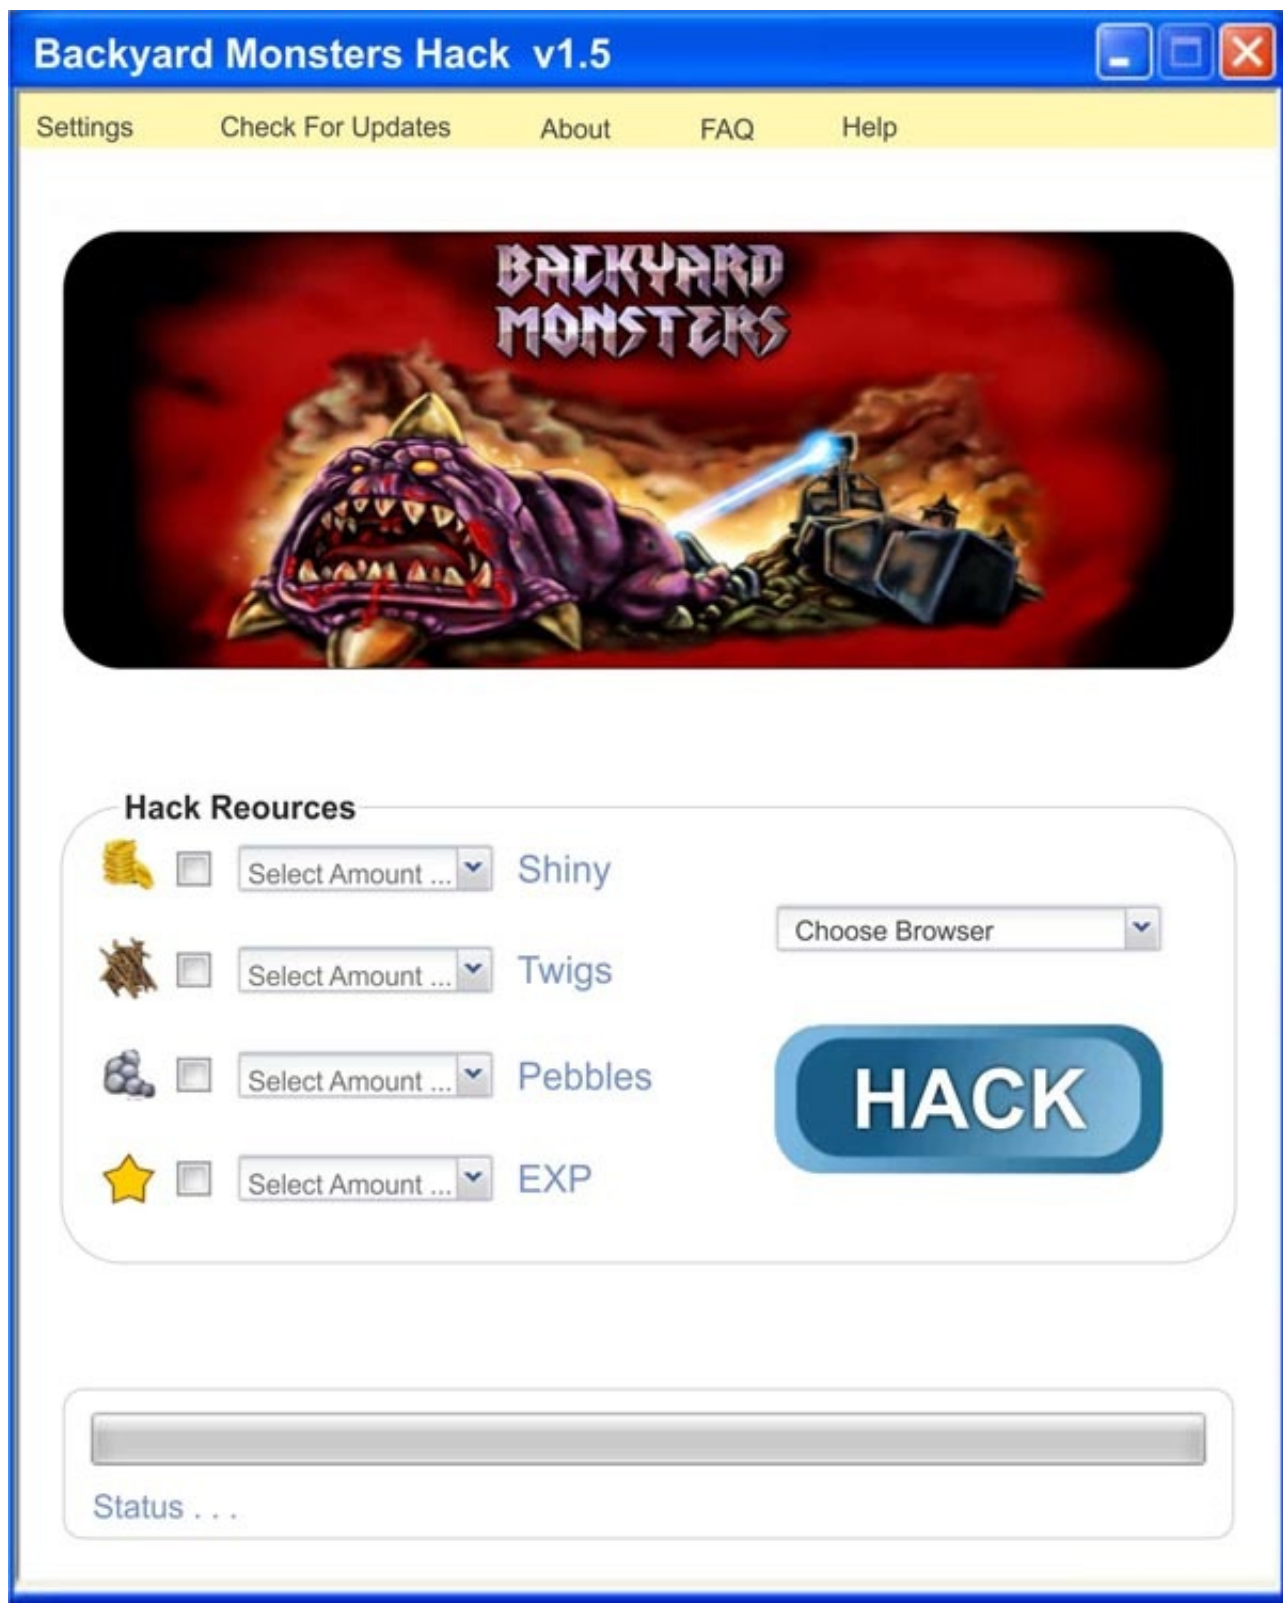 Backyard Monsters Hack v1.5
Settings Check For Updates About FAQ Help
BACKYARD
MONSTERS
Hack Reources
Select Amount ... Shiny
Choose Browser
Select Amount ... Twigs
Select Amount ... Pebbles
HACK
Select Amount ... EXP
Status . . .